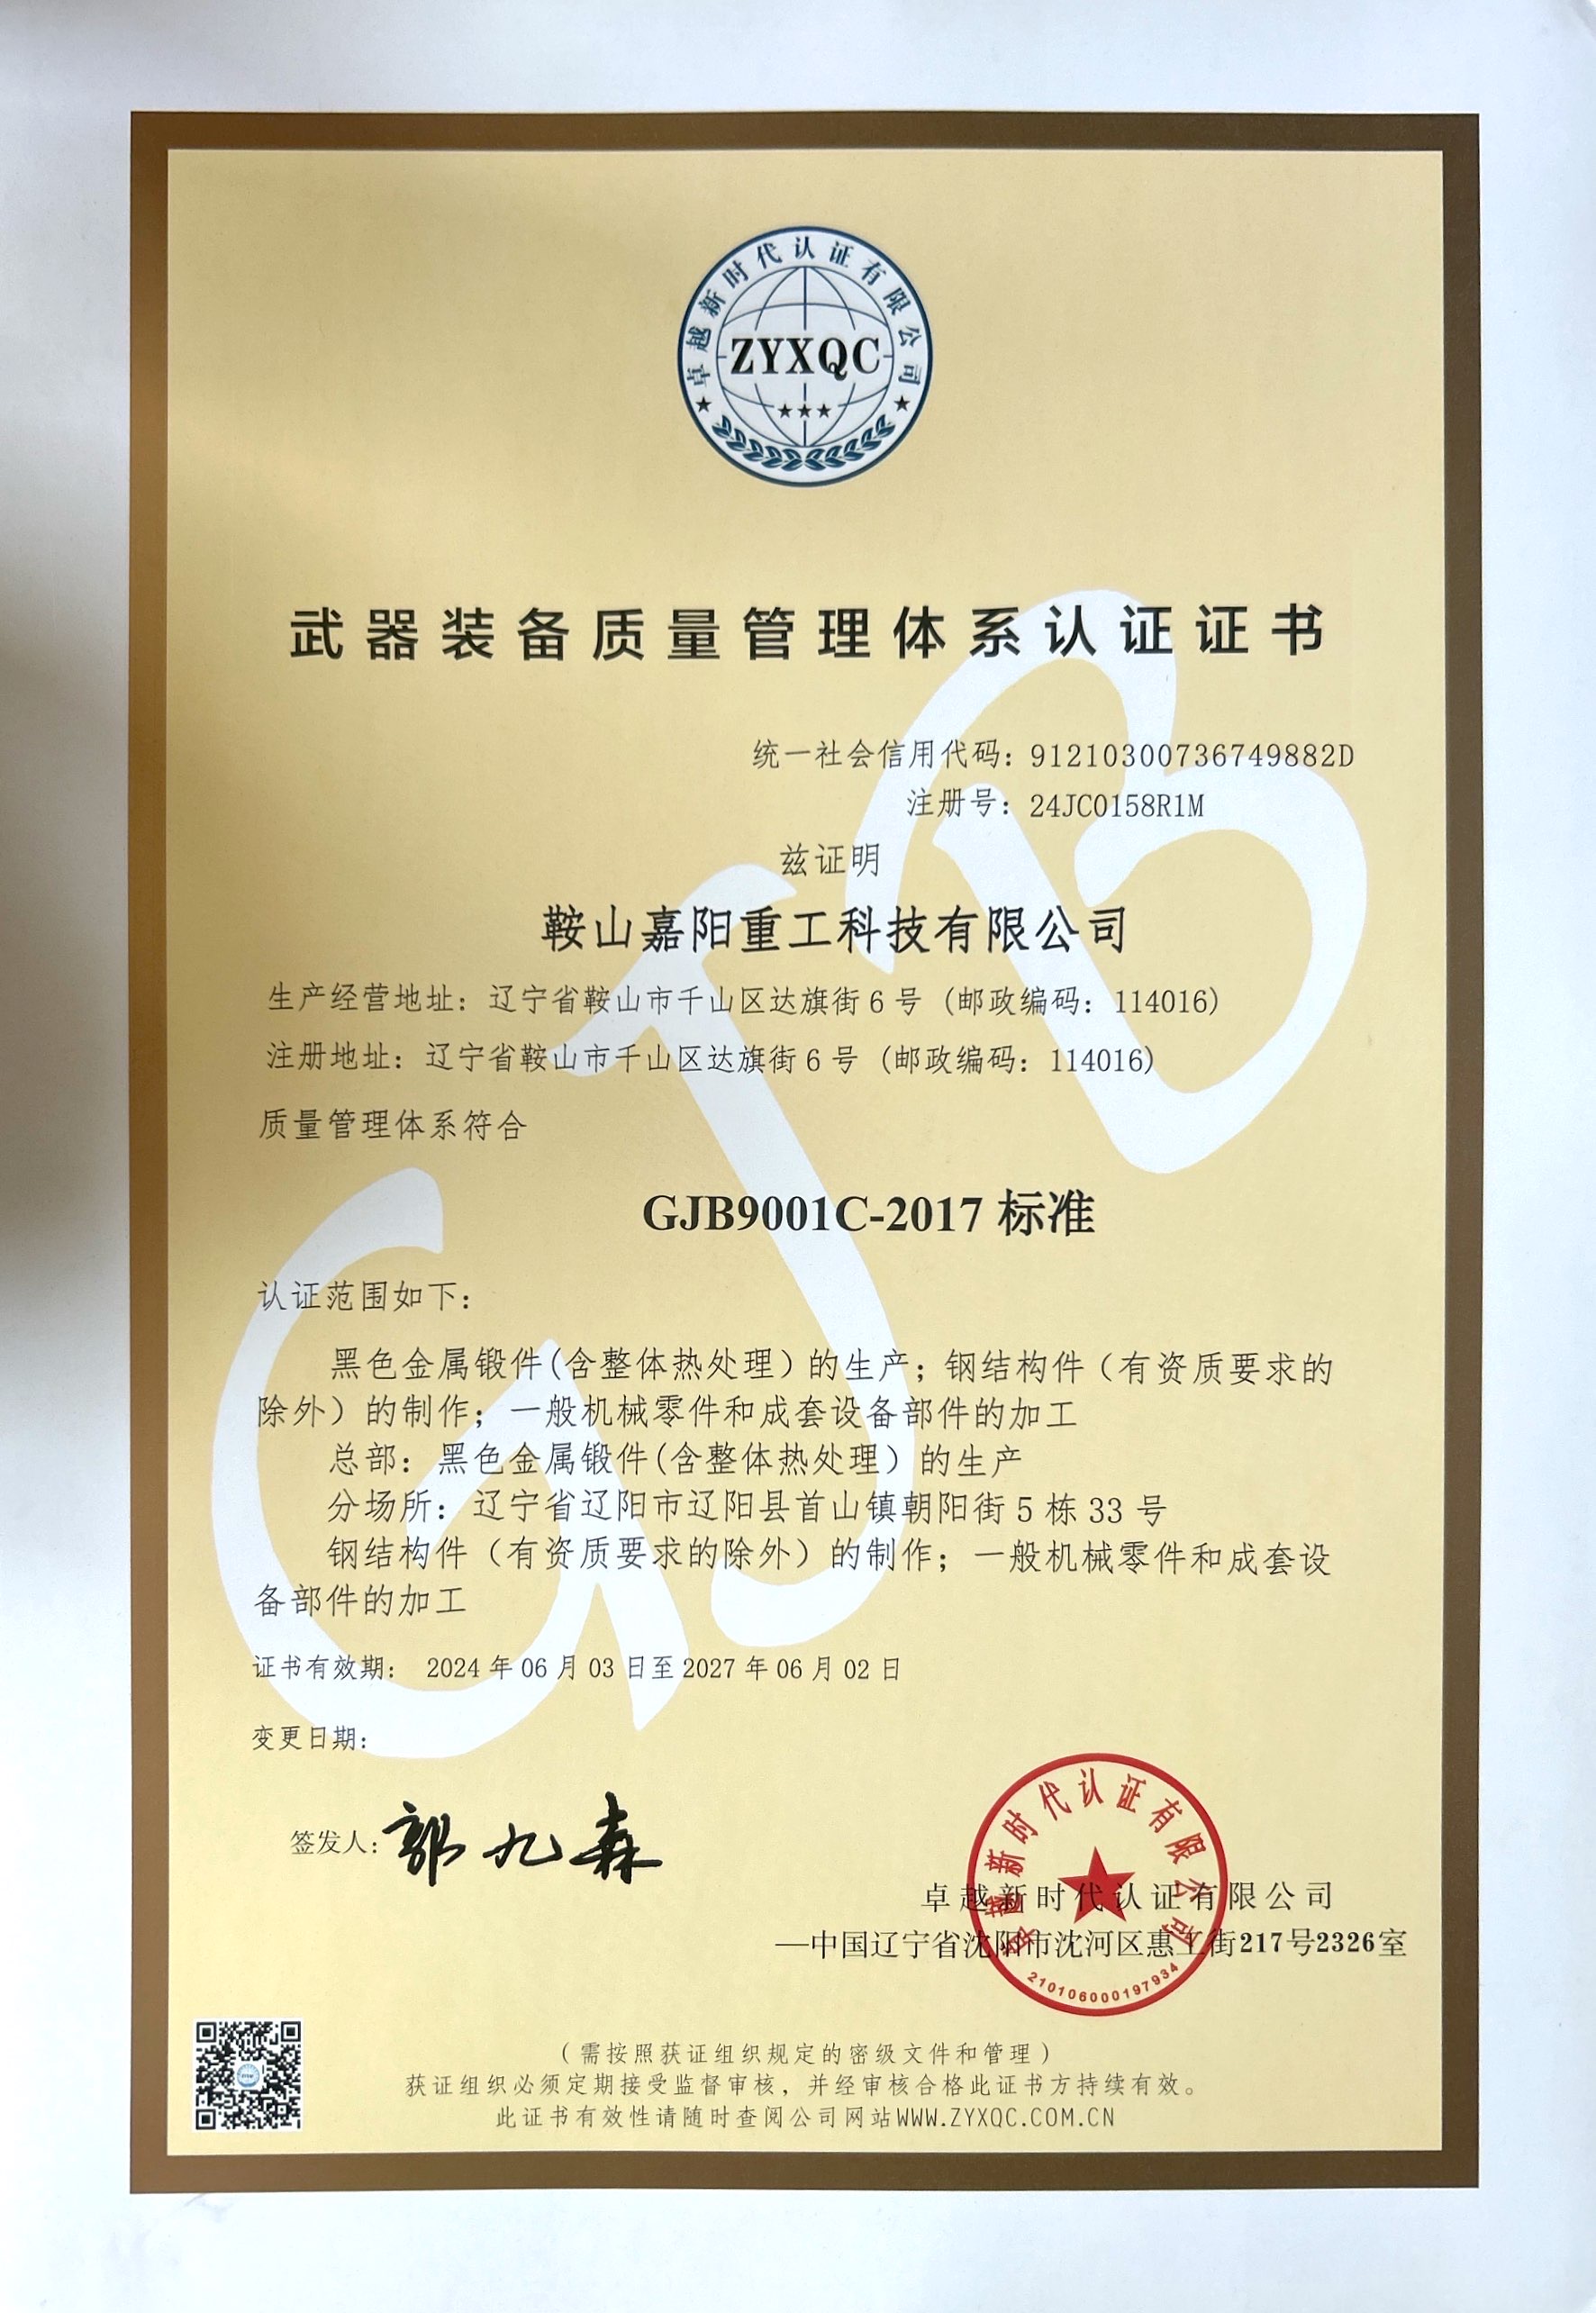 卓越新时代认证有限公司
ZYXQC
武器装备质量管理体系认证证书
统一社会信用代码：91210300736749882D
注册号：24JC0158R1M
兹证明
鞍山嘉阳重工科技有限公司
生产经营地址：辽宁省鞍山市千山区达旗街6号（邮政编码：114016）
注册地址：辽宁省鞍山市千山区达旗街6号（邮政编码：114016）
质量管理体系符合
GJB9001C-2017 标准
认证范围如下：
黑色金属锻件(含整体热处理）的生产；钢结构件（有资质要求的
除外）的制作；一般机械零件和成套设备部件的加工
总部：黑色金属锻件(含整体热处理）的生产
分场所：辽宁省辽阳市辽阳县首山镇朝阳街5栋33号
钢结构件（有资质要求的除外）的制作；一般机械零件和成套设
备部件的加工
证书有效期： 2024年06月03日至2027年06月02日
变更日期：
签发人：郭九森
卓越新时代认证有限公司
卓越新时代认证有限公司
—中国辽宁省沈阳市沈河区惠工街217号2326室
210106000197934
（需按照获证组织规定的密级文件和管理）
获证组织必须定期接受监督审核，并经审核合格此证书方持续有效。
此证书有效性请随时查阅公司网站WWW.ZYXQC.COM.CN
GJB